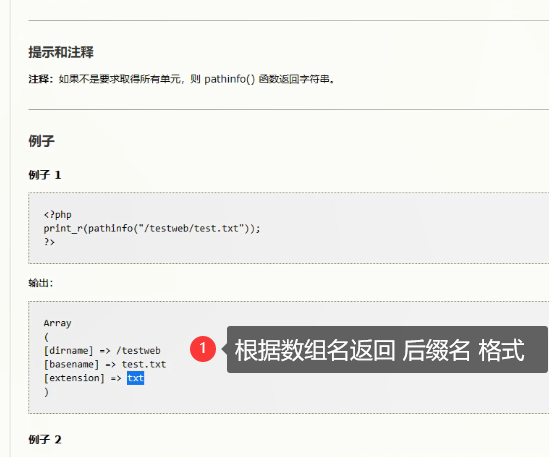 提示和注释
注释：如果不是要求取得所有单元，则 pathinfo() 函数返回字符串。
例子
例子 1
<?php
print_r(pathinfo("/testweb/test.txt"));
?>
输出：
Array
(
[dirname] => /testweb
[basename] => test.txt
[extension] => txt
)
1 根据数组名返回 后缀名 格式
例子 2